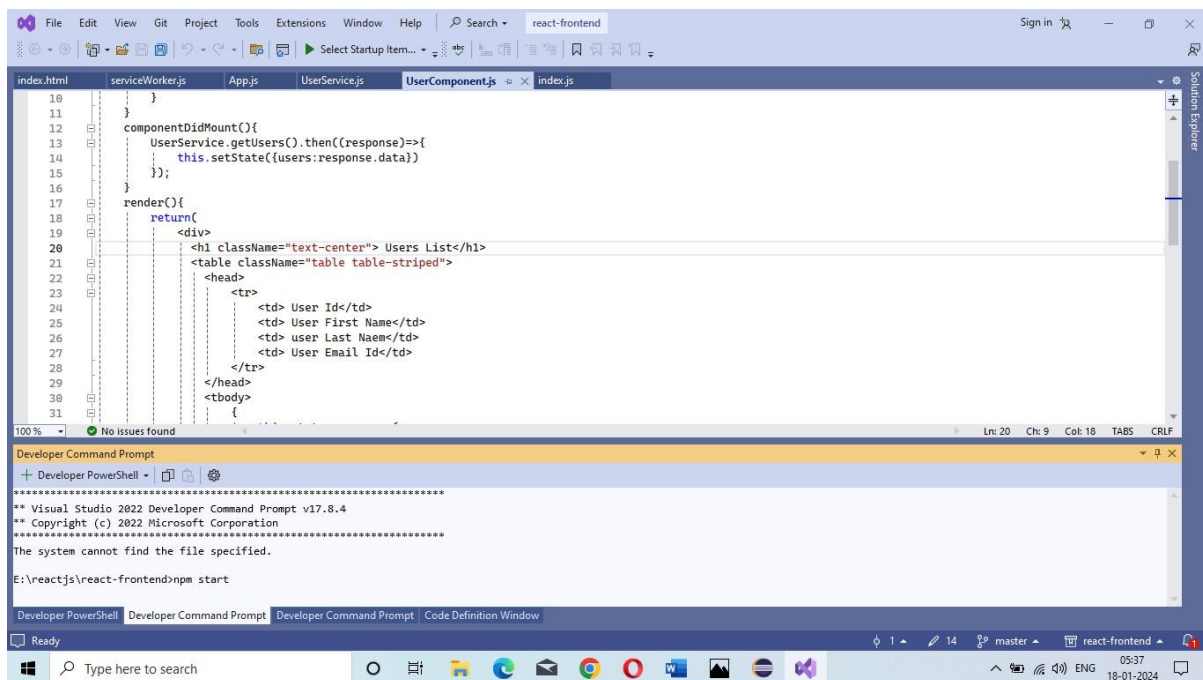 File Edit View Git Project Tools Extensions Window Help Search react-frontend Sign in
Select Startup Item...
index.html serviceWorker.js App.js UserService.js UserComponent.js index.js
Solution Explorer
10 }
11 }
12 componentDidMount(){
13 UserService.getUsers().then((response)=>{
14 this.setState({users:response.data})
15 });
16 }
17 render(){
18 return(
19 <div>
20 <h1 className="text-center"> Users List</h1>
21 <table className="table table-striped">
22 <head>
23 <tr>
24 <td> User Id</td>
25 <td> User First Name</td>
26 <td> user Last Naem</td>
27 <td> User Email Id</td>
28 </tr>
29 </head>
30 <tbody>
31 {
100 % No issues found Ln: 20 Ch: 9 Col: 18 TABS CRLF
Developer Command Prompt
+ Developer PowerShell
**********************************************************************
** Visual Studio 2022 Developer Command Prompt v17.8.4
** Copyright (c) 2022 Microsoft Corporation
**********************************************************************
The system cannot find the file specified.
E:\reactjs\react-frontend>npm start
Developer PowerShell Developer Command Prompt Developer Command Prompt Code Definition Window
Ready 1 14 master react-frontend
Type here to search ENG 05:37
18-01-2024